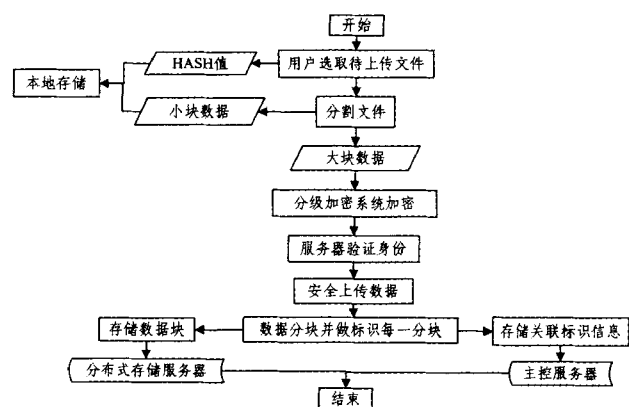 开始
HASH值
用户选取待上传文件
本地存储
小块数据
分割文件
大块数据
分级加密系统加密
服务器验证身份
安全上传数据
存储数据块
数据分块并做标识每一分块
存储关联标识信息
分布式存储服务器
主控服务器
结束